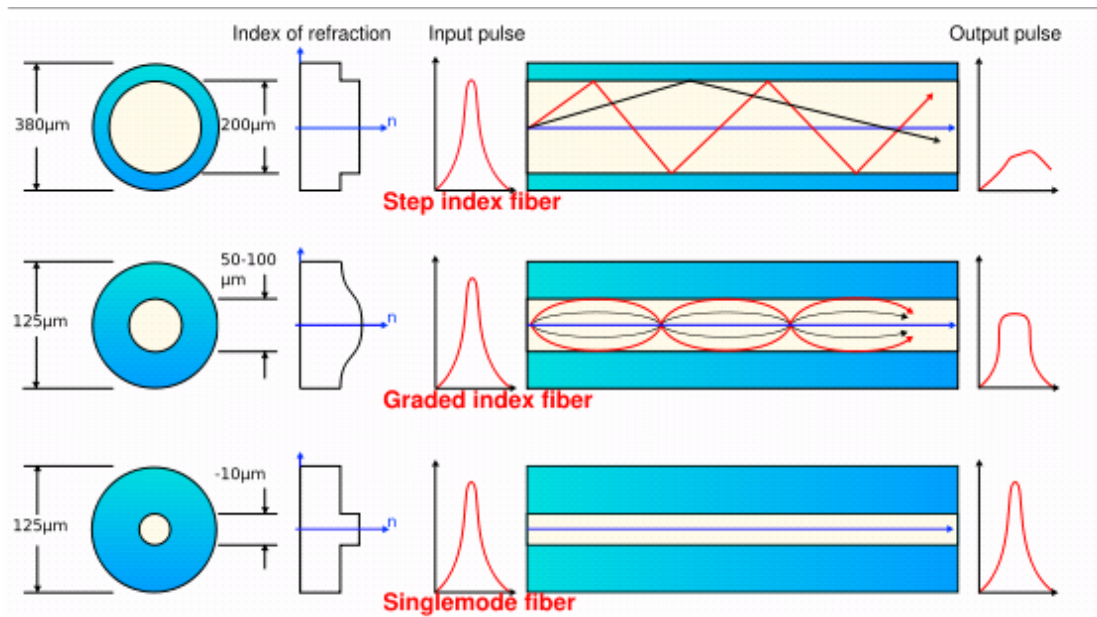 Index of refraction
Input pulse
Output pulse
380μm
200μm
n
Step index fiber
50-100
μm
125μm
n
Graded index fiber
-10μm
125μm
n
Singlemode fiber